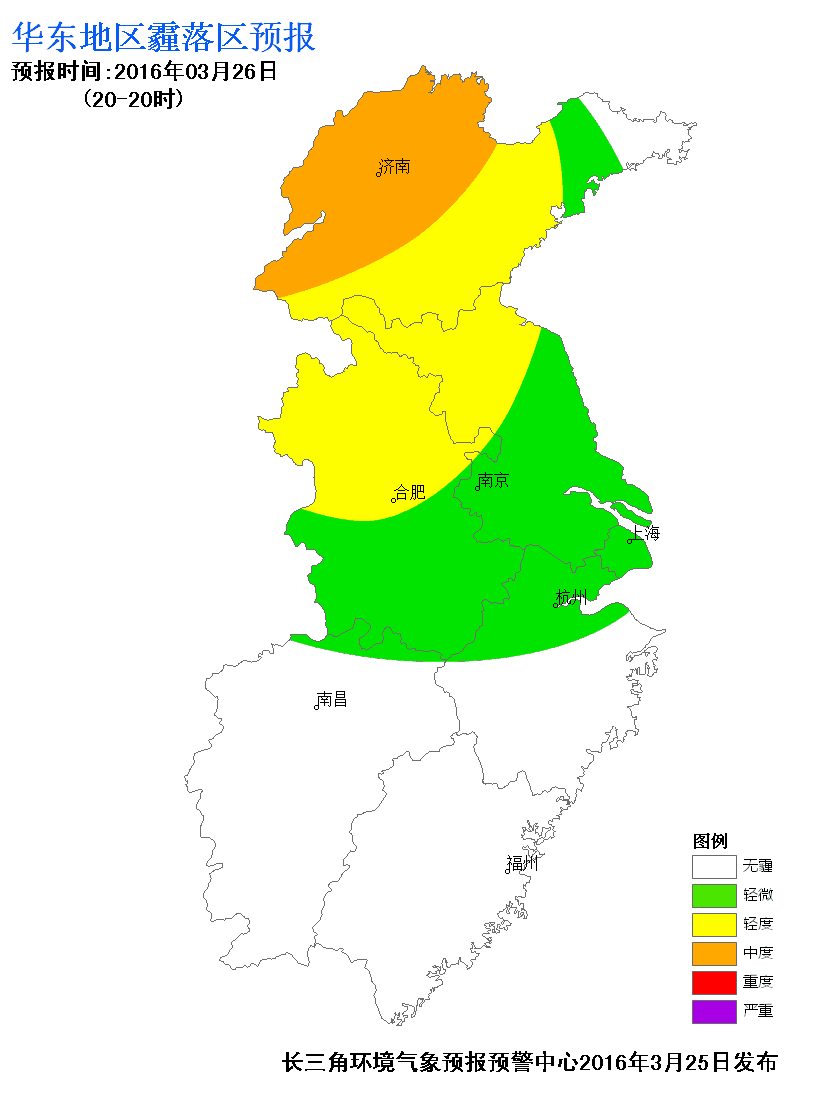 华东地区霾落区预报
预报时间:2016年03月26日
(20-20时)
济南
合肥
南京
上海
杭州
南昌
福州
图例
无霾
轻微
轻度
中度
重度
严重
长三角环境气象预报预警中心2016年3月25日发布